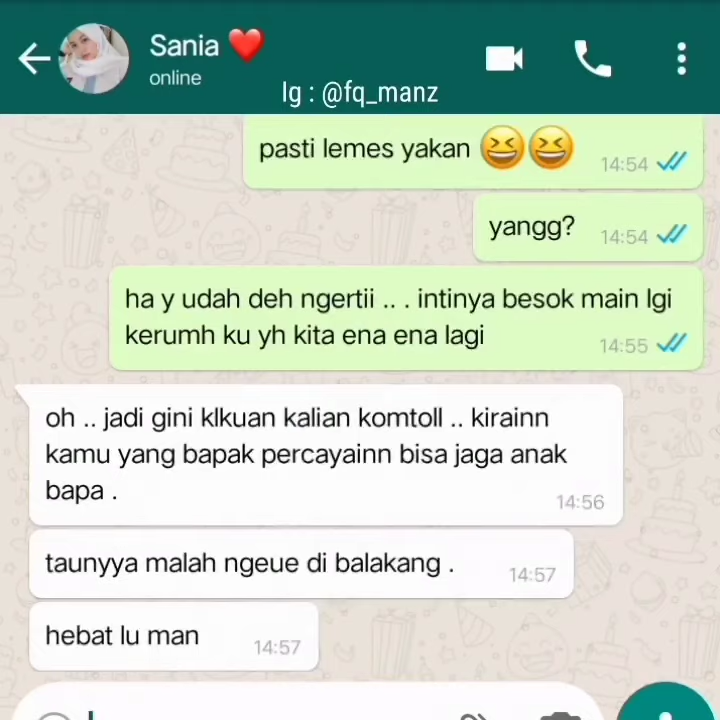 Sania ❤️
online
Ig : @fq_manz
pasti lemes yakan 😆😆 14:54
yangg? 14:54
ha y udah deh ngertii .. . intinya besok main lgi
kerumh ku yh kita ena ena lagi 14:55
oh .. jadi gini klkuan kalian komtoll .. kirainn
kamu yang bapak percayainn bisa jaga anak
bapa . 14:56
taunyya malah ngeue di balakang . 14:57
hebat lu man 14:57